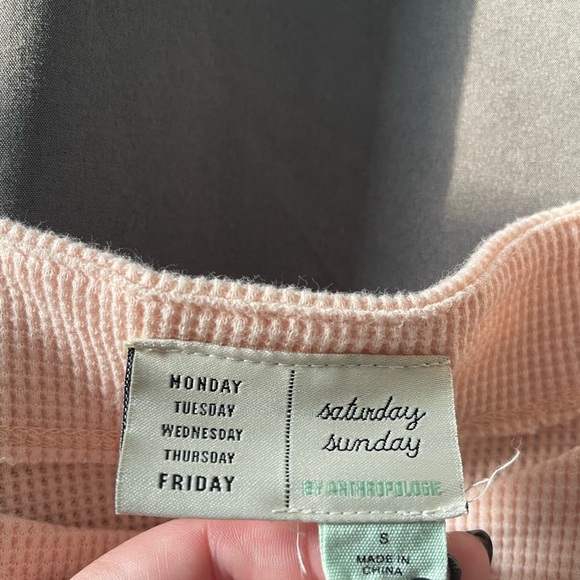 MONDAY
TUESDAY
WEDNESDAY
THURSDAY
FRIDAY
saturday
sunday
BY ANTHROPOLOGIE
S
MADE IN
CHINA